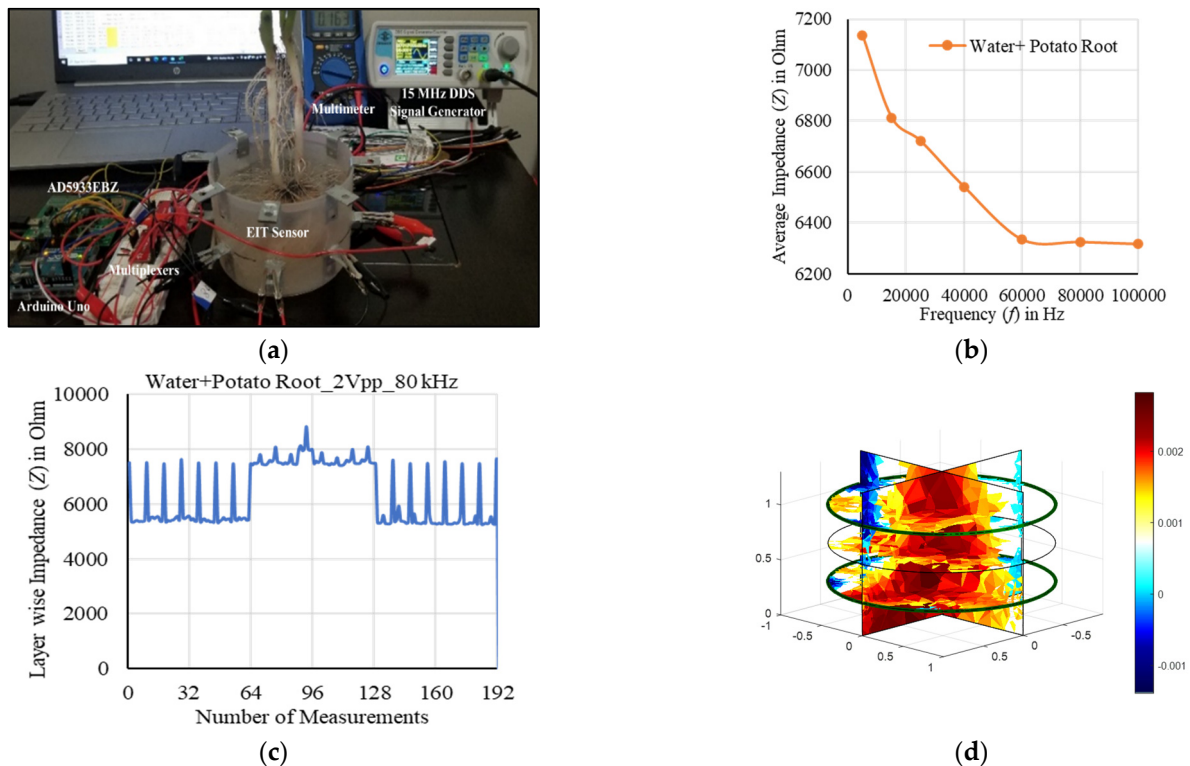 0.163
15 MHz DDS
Signal Generator
Multimeter
AD5933EBZ
EIT Sensor
Multiplexers
Arduino Uno
(a)
7200
7000
6800
6600
6400
6200
Average Impedance (Z) in Ohm
Water+ Potato Root
0 20000 40000 60000 80000 100000
Frequency (f) in Hz
(b)
Water+Potato Root_2Vpp_80 kHz
10000
8000
6000
4000
2000
0
Layer wise Impedance (Z) in Ohm
0 32 64 96 128 160 192
Number of Measurements
(c)
1
0.5
0
-1
-0.5
0
0.5
1
0.5
0
-0.5
0.002
0.001
0
-0.001
(d)